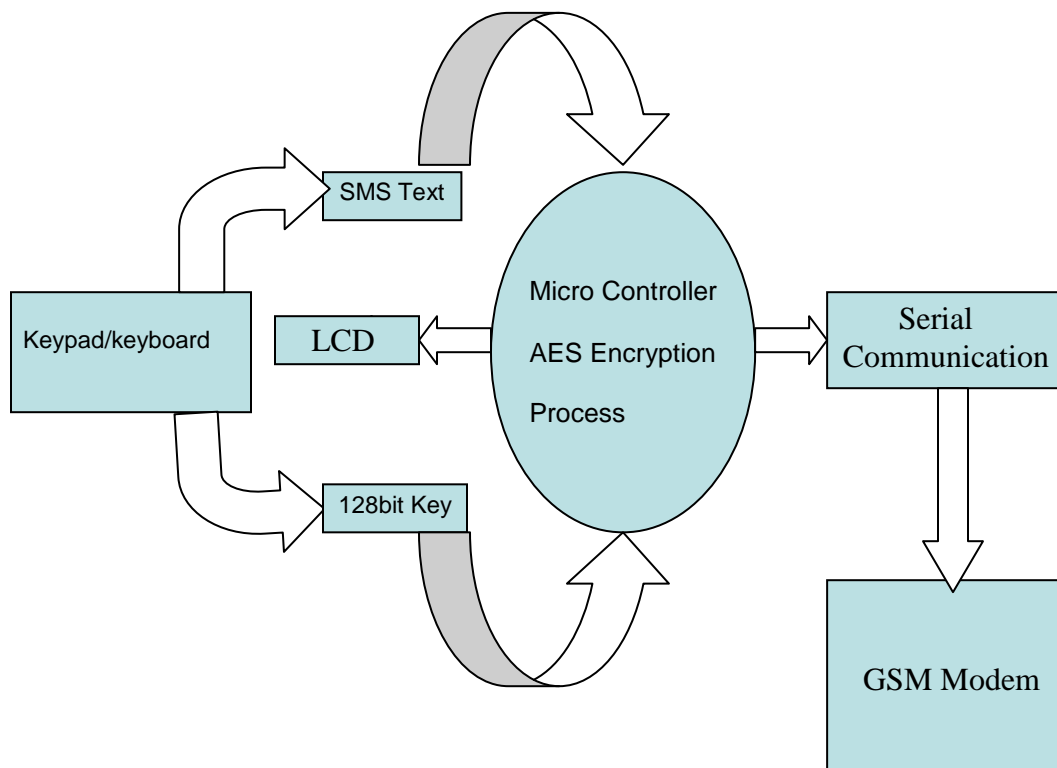 SMS Text
Keypad/keyboard
LCD
Micro Controller
AES Encryption
Process
Serial
Communication
128bit Key
GSM Modem